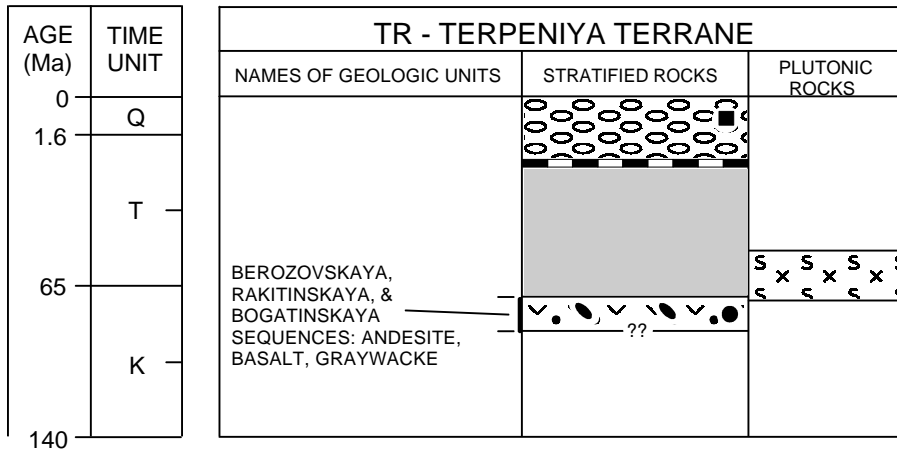 AGE
(Ma)
TIME
UNIT
TR - TERPENIYA TERRANE
NAMES OF GEOLOGIC UNITS
STRATIFIED ROCKS
PLUTONIC
ROCKS
0
Q
1.6
T
65
K
140
BEROZOVSKAYA,
RAKITINSKAYA, &
BOGATINSKAYA
SEQUENCES: ANDESITE,
BASALT, GRAYWACKE
??
S S S S
x x x
S S S S